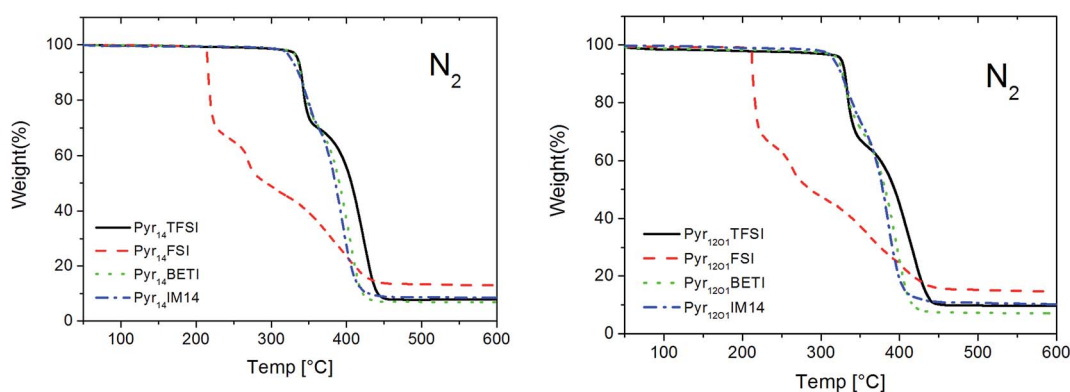 N₂
Weight(%)
100
80
60
40
20
0
Pyr₁₄TFSI
Pyr₁₄FSI
Pyr₁₄BETI
Pyr₁₄IM14
100
200
300
400
500
600
Temp [°C]
N₂
Weight(%)
100
80
60
40
20
0
Pyr₁₂O₁TFSI
Pyr₁₂O₁FSI
Pyr₁₂O₁BETI
Pyr₁₂O₁IM14
100
200
300
400
500
600
Temp [°C]